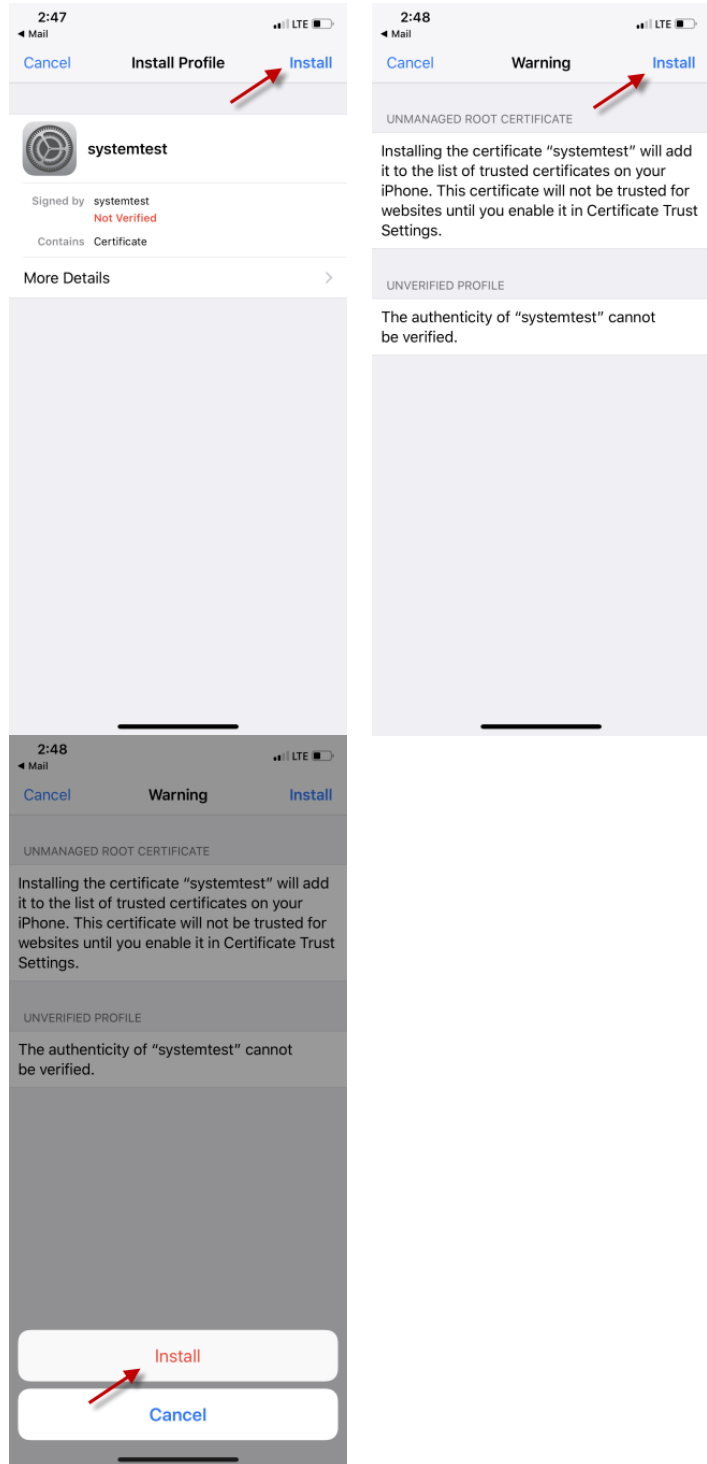 2:47
LTE
◀ Mail
Cancel Install Profile Install
systemtest
Signed by systemtest
Not Verified
Contains Certificate
More Details
2:48
LTE
◀ Mail
Cancel Warning Install
UNMANAGED ROOT CERTIFICATE
Installing the certificate “systemtest” will add
it to the list of trusted certificates on your
iPhone. This certificate will not be trusted for
websites until you enable it in Certificate Trust
Settings.
UNVERIFIED PROFILE
The authenticity of “systemtest” cannot
be verified.
2:48
LTE
◀ Mail
Cancel Warning Install
UNMANAGED ROOT CERTIFICATE
Installing the certificate “systemtest” will add
it to the list of trusted certificates on your
iPhone. This certificate will not be trusted for
websites until you enable it in Certificate Trust
Settings.
UNVERIFIED PROFILE
The authenticity of “systemtest” cannot
be verified.
Install
Cancel